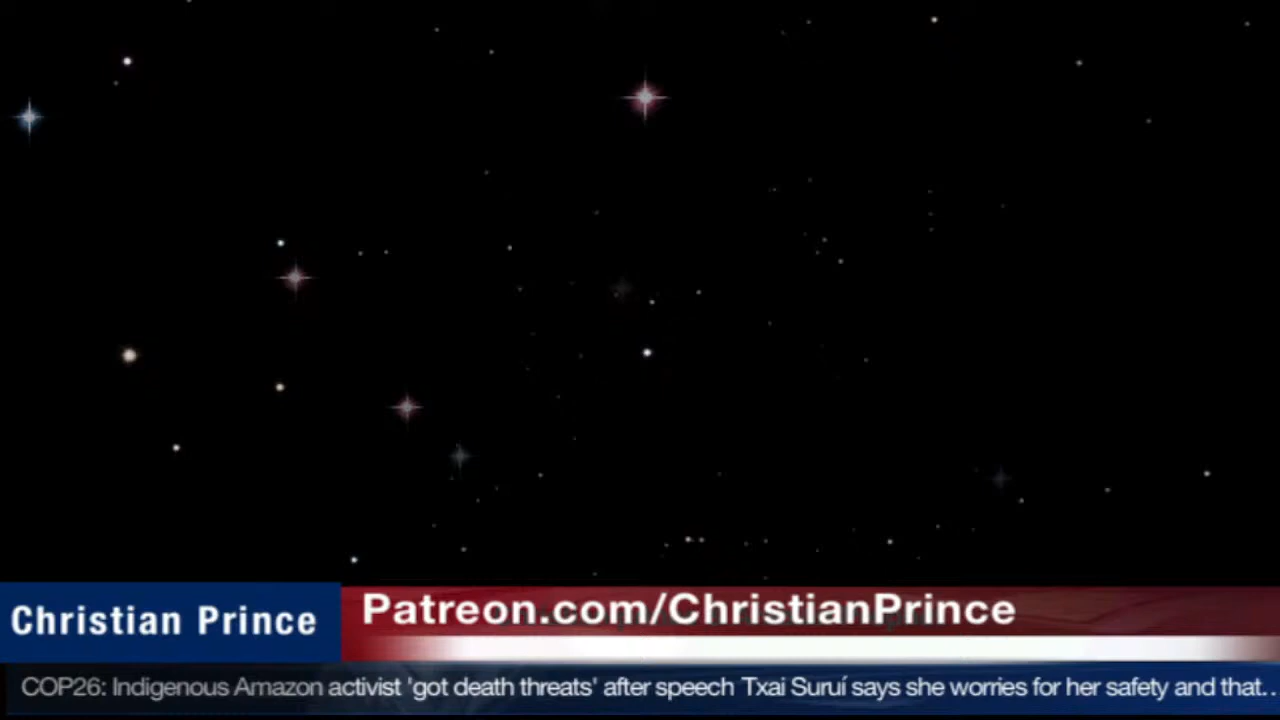 Patreon.com/ChristianPrince
Christian Prince
COP26: Indigenous Amazon activist 'got death threats' after speech Txai Suruí says she worries for her safety and that..